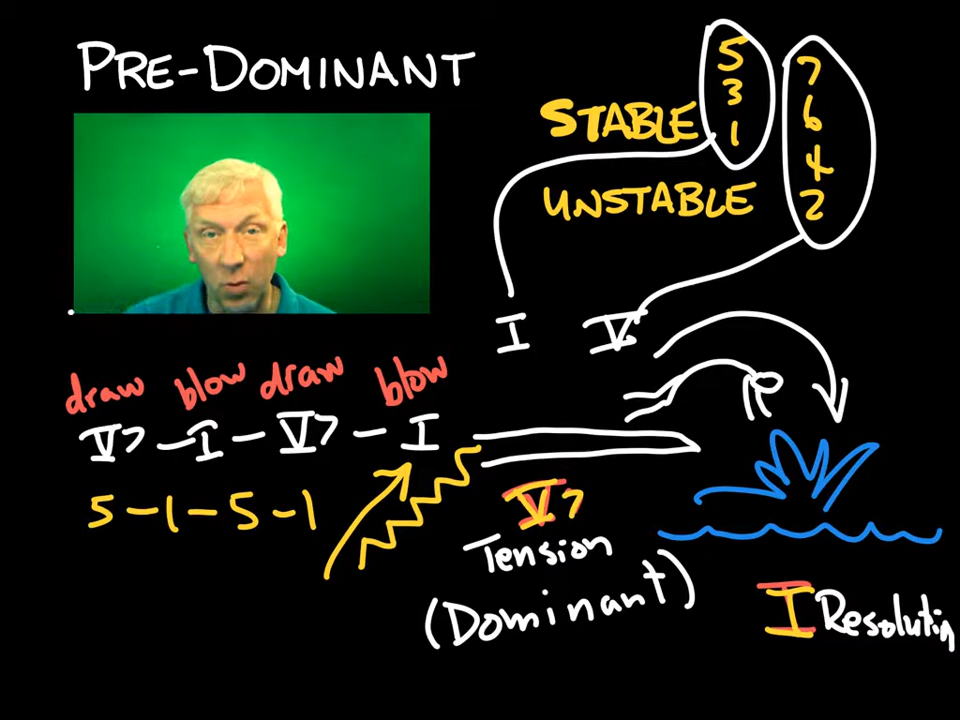 PRE-DOMINANT
5
3
1
7
6
4
2
STABLE
UNSTABLE
I V
draw blow draw blow
V7 - I - V7 - I
5 - 1 - 5 - 1
V7
Tension
(Dominant)
I Resolution